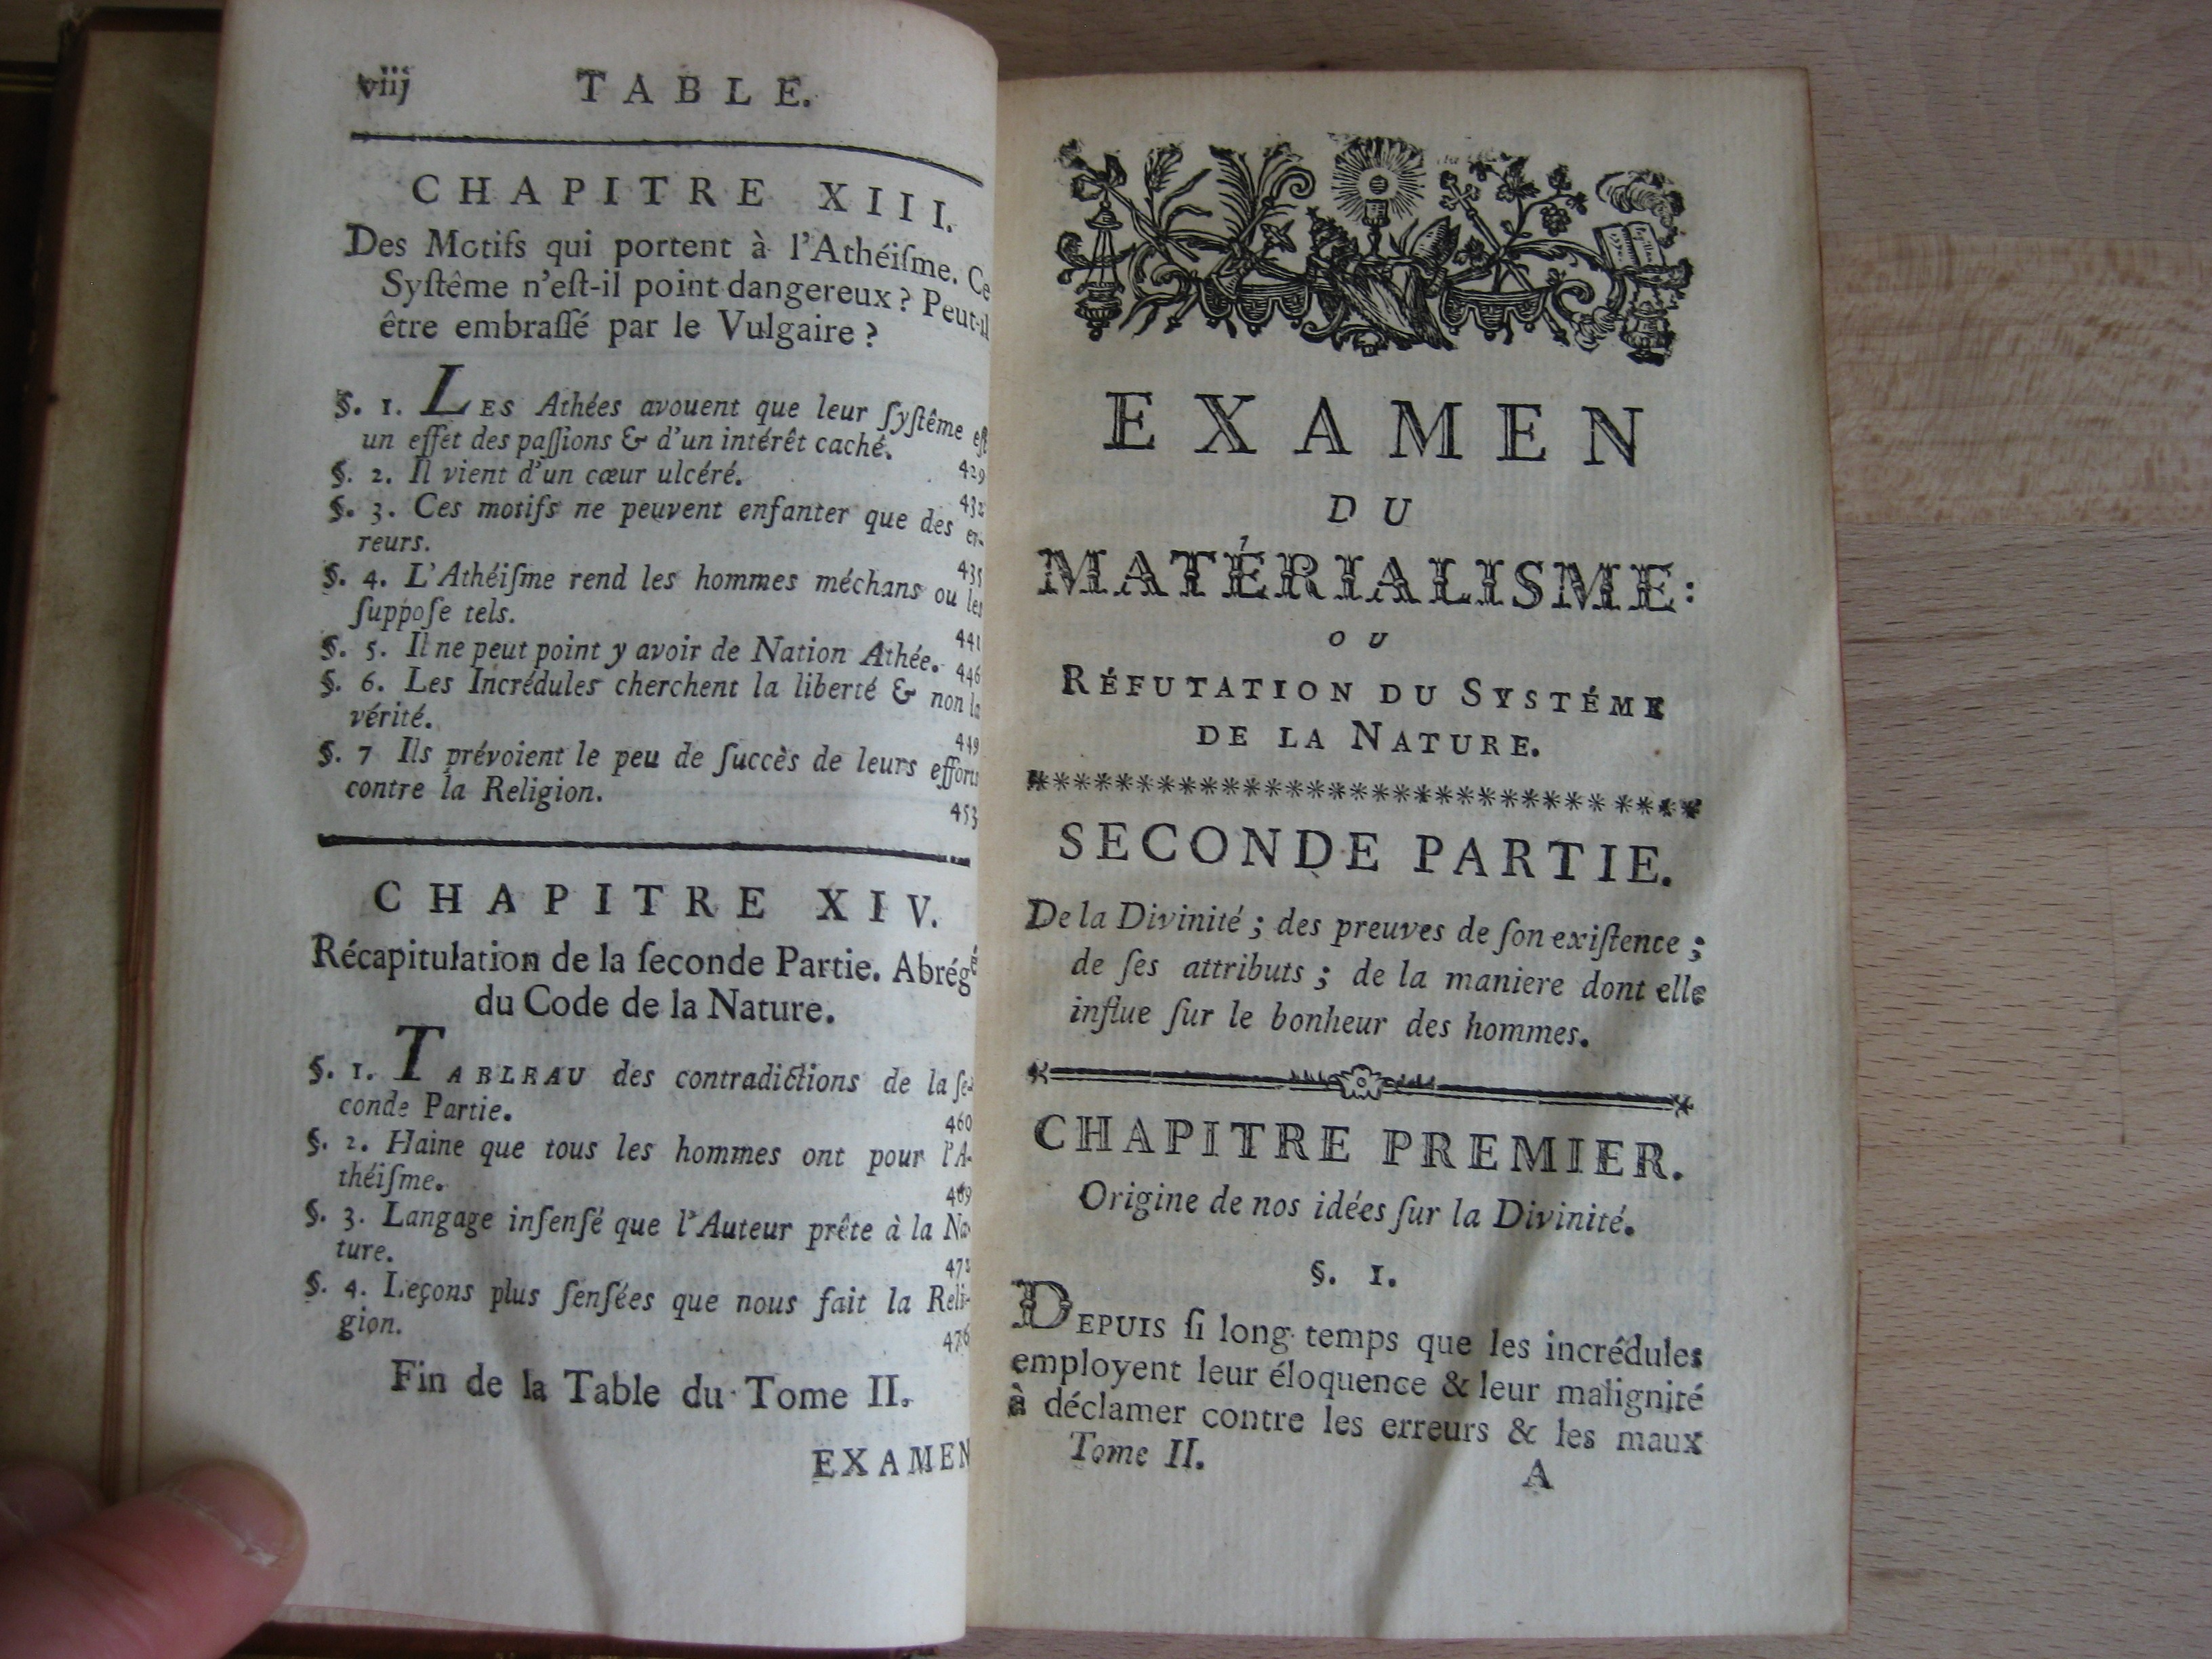 viij TABLE.
CHAPITRE XIII.
Des Motifs qui portent à l'Athéiſme. Ce
Syſtême n'eſt-il point dangereux ? Peut-il
être embraſſé par le Vulgaire ?
§. 1. LES Athées avouent que leur ſyſtême eſt
un effet des paſſions & d'un intérêt caché. 429
§. 2. Il vient d'un cœur ulcéré. 432
§. 3. Ces motifs ne peuvent enfanter que des er-
reurs. 435
§. 4. L'Athéiſme rend les hommes méchans ou les
ſuppoſe tels. 441
§. 5. Il ne peut point y avoir de Nation Athée. 446
§. 6. Les Incrédules cherchent la liberté & non la
vérité. 449
§. 7 Ils prévoient le peu de ſuccès de leurs efforts
contre la Religion. 453
CHAPITRE XIV.
Récapitulation de la ſeconde Partie. Abrégé
du Code de la Nature.
§. 1. TABLEAU des contradictions de la ſe-
conde Partie. 460
§. 2. Haine que tous les hommes ont pour l'A-
théiſme. 469
§. 3. Langage inſenſé que l'Auteur prête à la Na-
ture. 472
§. 4. Leçons plus ſenſées que nous fait la Reli-
gion. 476
Fin de la Table du Tome II.
EXAMEN
EXAMEN
DU
MATÉRIALISME:
OU
RÉFUTATION DU SYSTÉME
DE LA NATURE.
SECONDE PARTIE.
De la Divinité ; des preuves de ſon exiſtence ;
de ſes attributs ; de la maniere dont elle
influe ſur le bonheur des hommes.
CHAPITRE PREMIER.
Origine de nos idées ſur la Divinité.
§. 1.
DEPUIS ſi long-temps que les incrédules
employent leur éloquence & leur malignité
à déclamer contre les erreurs & les maux
Tome II. A